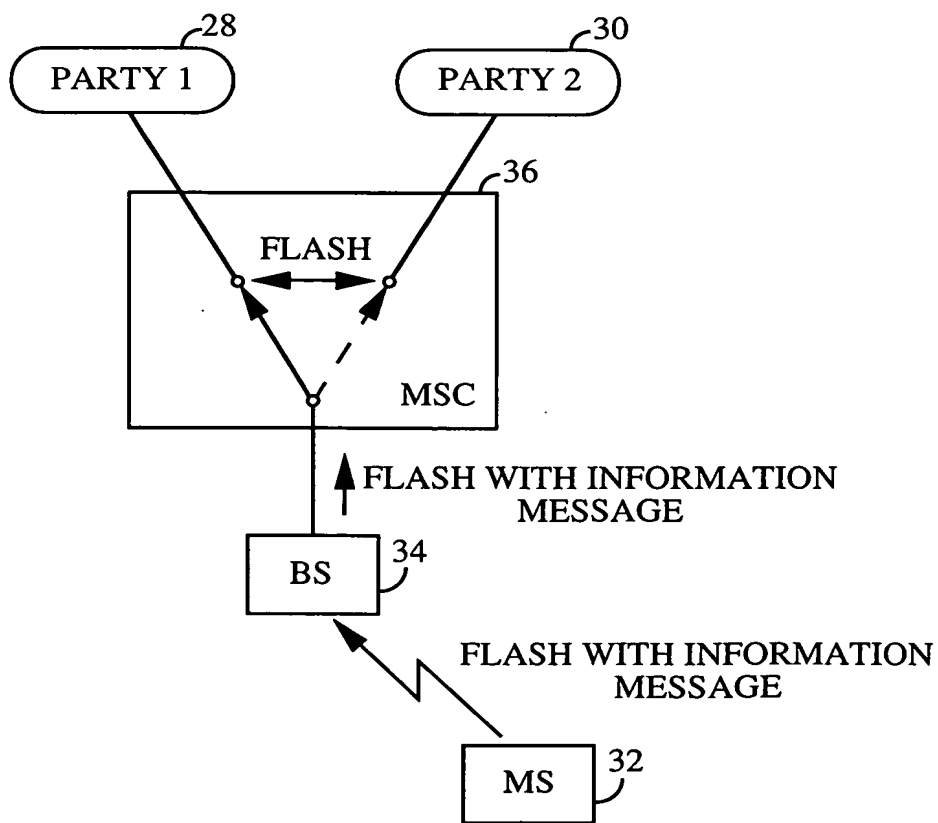 28
30
PARTY 1
PARTY 2
36
FLASH
MSC
FLASH WITH INFORMATION
MESSAGE
34
BS
FLASH WITH INFORMATION
MESSAGE
32
MS